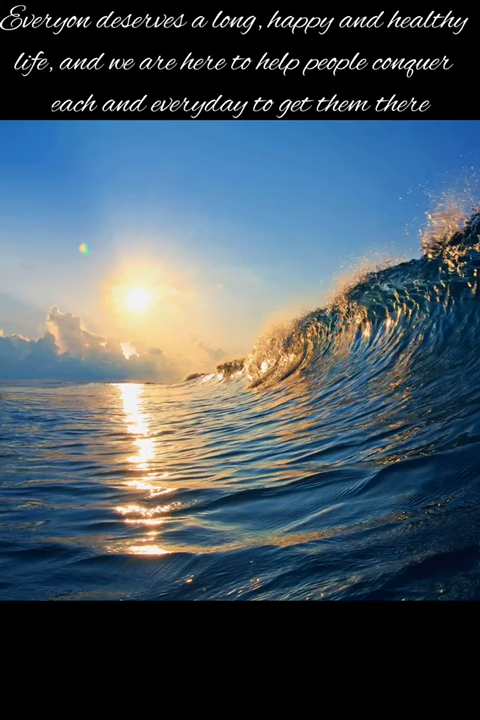 Everyon deserves a long, happy and healthy
life, and we are here to help people conquer
each and everyday to get them there